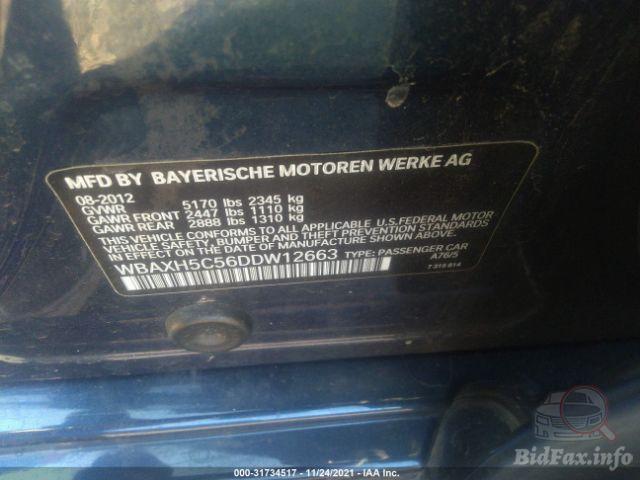 MFD BY BAYERISCHE MOTOREN WERKE AG
08-2012
GVWR 5170 lbs 2345 kg
GAWR FRONT 2447 lbs 1110 kg
GAWR REAR 2888 lbs 1310 kg
THIS VEHICLE CONFORMS TO ALL APPLICABLE U.S. FEDERAL MOTOR
VEHICLE SAFETY, BUMPER AND THEFT PREVENTION STANDARDS
IN EFFECT ON THE DATE OF MANUFACTURE SHOWN ABOVE.
WBAXH5C56DDW12663 TYPE: PASSENGER CAR
A76/5
7 319 814
BidFax.info
000-31734517 - 11/24/2021 - IAA Inc.